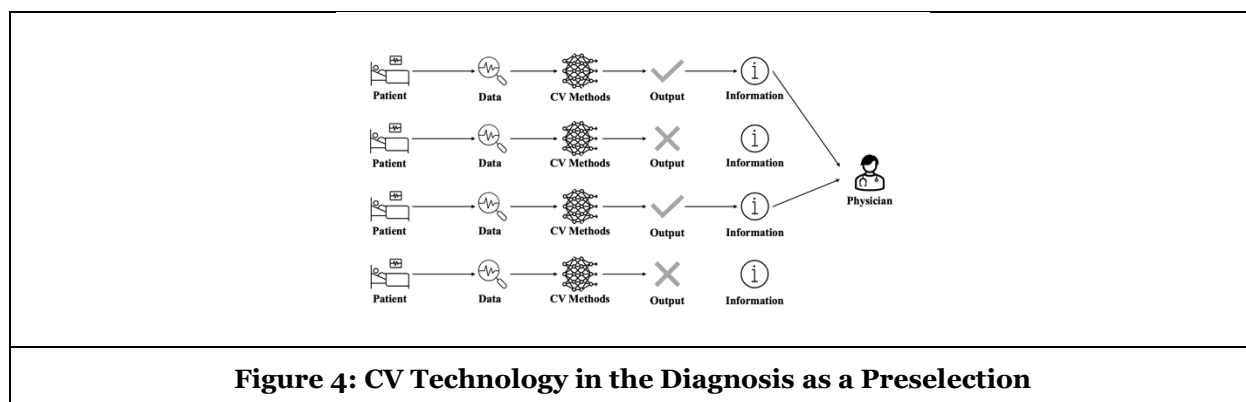 Patient Data CV Methods Output Information
Patient Data CV Methods Output Information
Physician
Patient Data CV Methods Output Information
Patient Data CV Methods Output Information
Figure 4: CV Technology in the Diagnosis as a Preselection